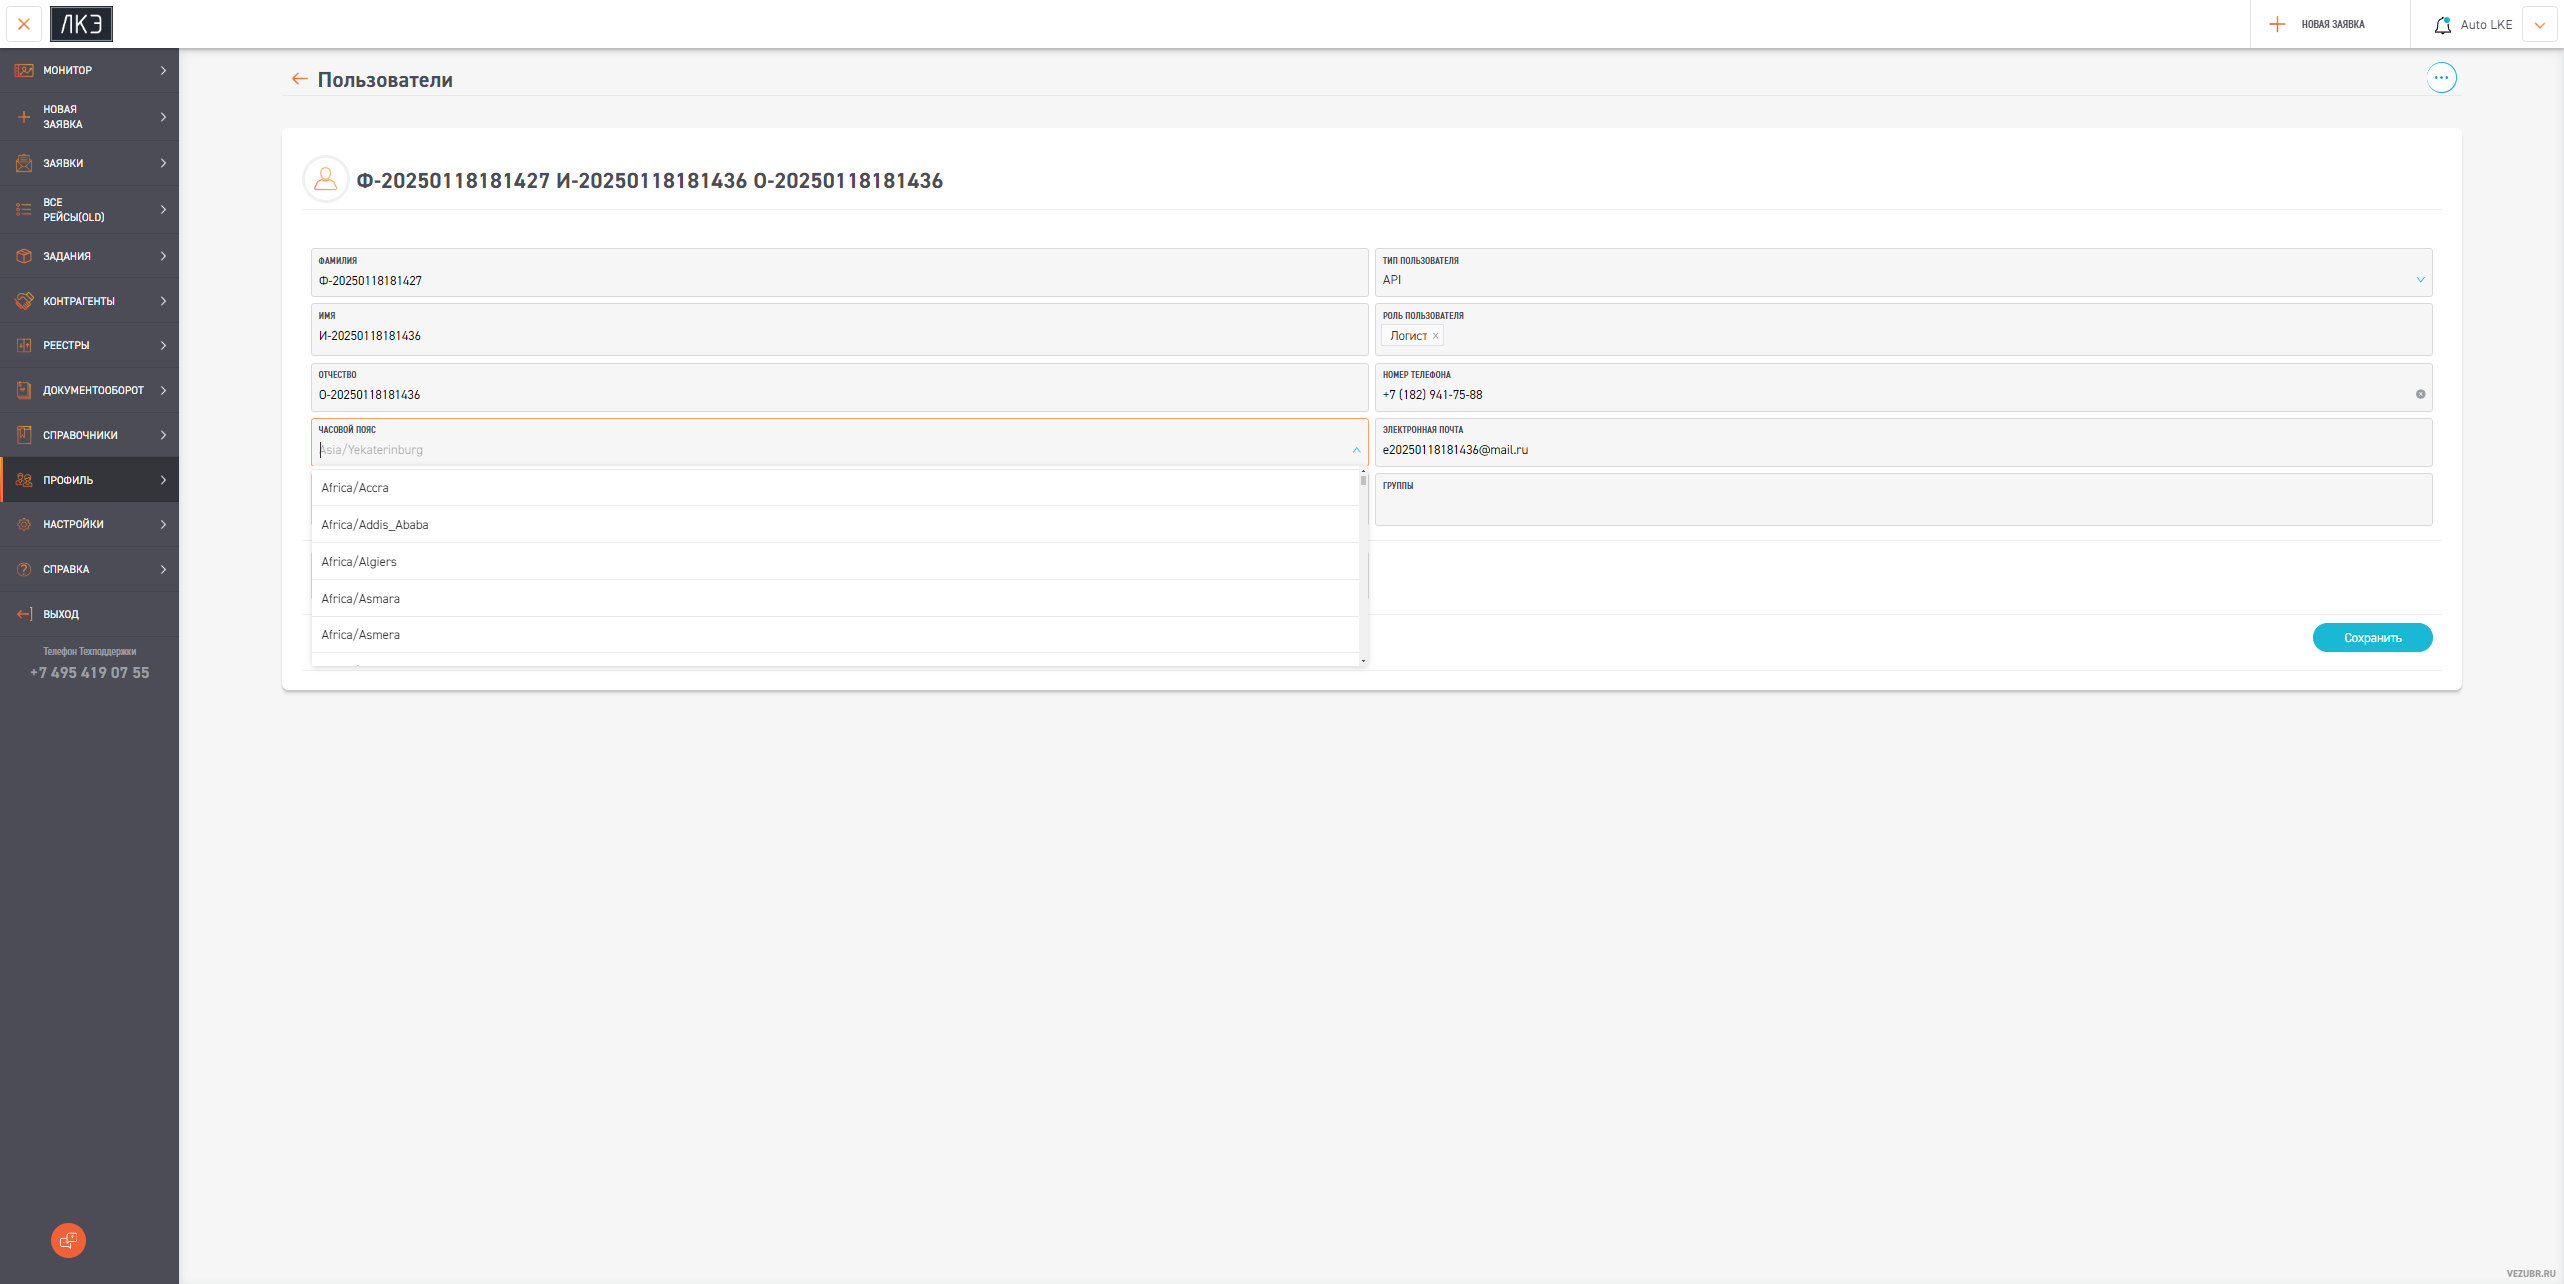 ЛКЭ
НОВАЯ ЗАЯВКА
Auto LKE
МОНИТОР
НОВАЯ
ЗАЯВКА
ЗАЯВКИ
ВСЕ
РЕЙСЫ(OLD)
ЗАДАНИЯ
КОНТРАГЕНТЫ
РЕЕСТРЫ
ДОКУМЕНТООБОРОТ
СПРАВОЧНИКИ
ПРОФИЛЬ
НАСТРОЙКИ
СПРАВКА
ВЫХОД
Телефон Техподдержки
+7 495 419 07 55
Пользователи
Ф-20250118181427 И-20250118181436 О-20250118181436
ФАМИЛИЯ
Ф-20250118181427
ТИП ПОЛЬЗОВАТЕЛЯ
API
ИМЯ
И-20250118181436
РОЛЬ ПОЛЬЗОВАТЕЛЯ
Логист
ОТЧЕСТВО
О-20250118181436
НОМЕР ТЕЛЕФОНА
+7 (182) 941-75-88
ЧАСОВОЙ ПОЯС
Asia/Yekaterinburg
ЭЛЕКТРОННАЯ ПОЧТА
e20250118181436@mail.ru
ГРУППЫ
Africa/Accra
Africa/Addis_Ababa
Africa/Algiers
Africa/Asmara
Africa/Asmera
Сохранить
VEZUBR.RU